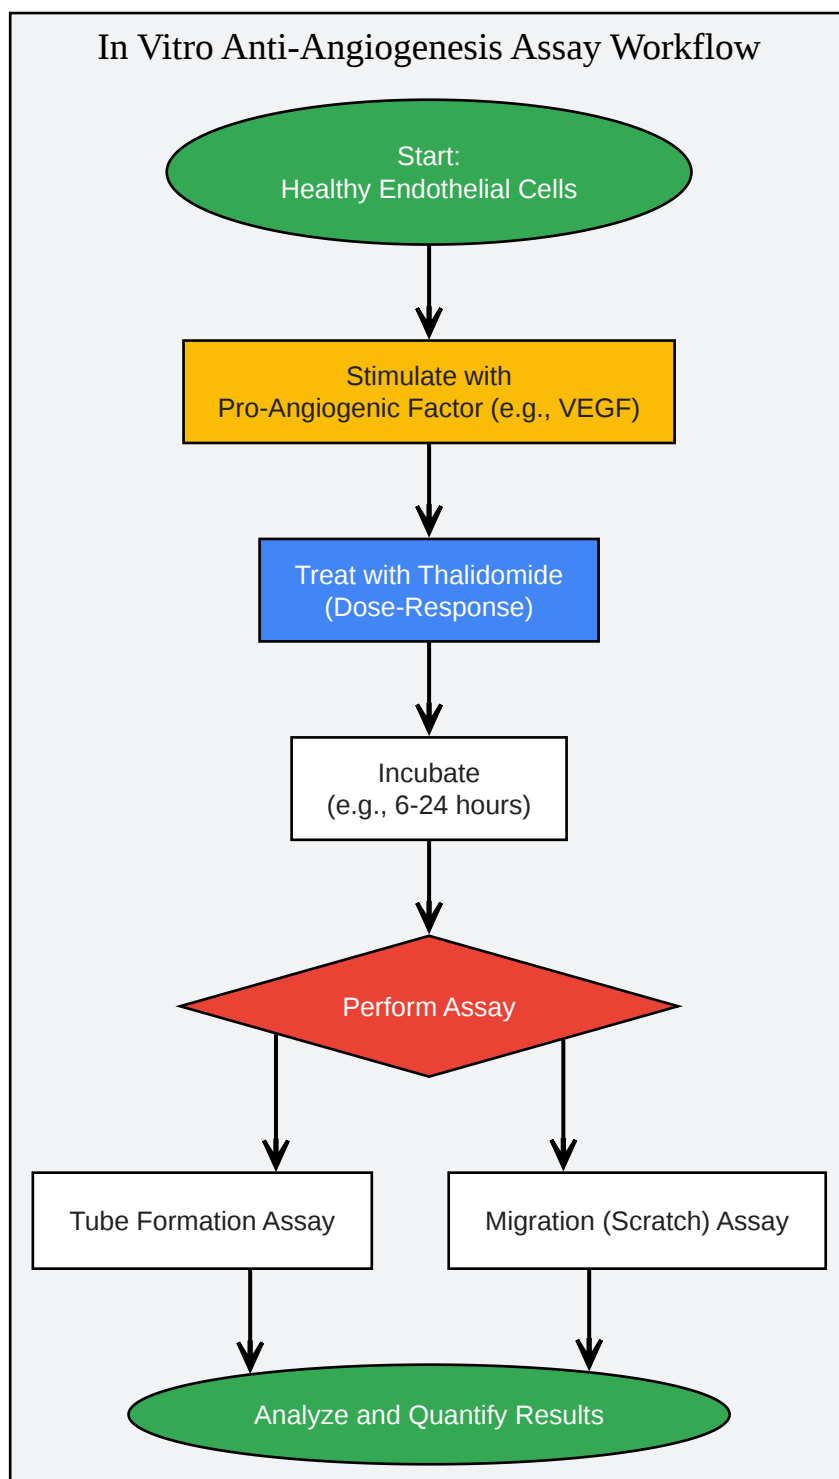 In Vitro Anti-Angiogenesis Assay Workflow
Start:
Healthy Endothelial Cells
Stimulate with
Pro-Angiogenic Factor (e.g., VEGF)
Treat with Thalidomide
(Dose-Response)
Incubate
(e.g., 6-24 hours)
Perform Assay
Tube Formation Assay
Migration (Scratch) Assay
Analyze and Quantify Results